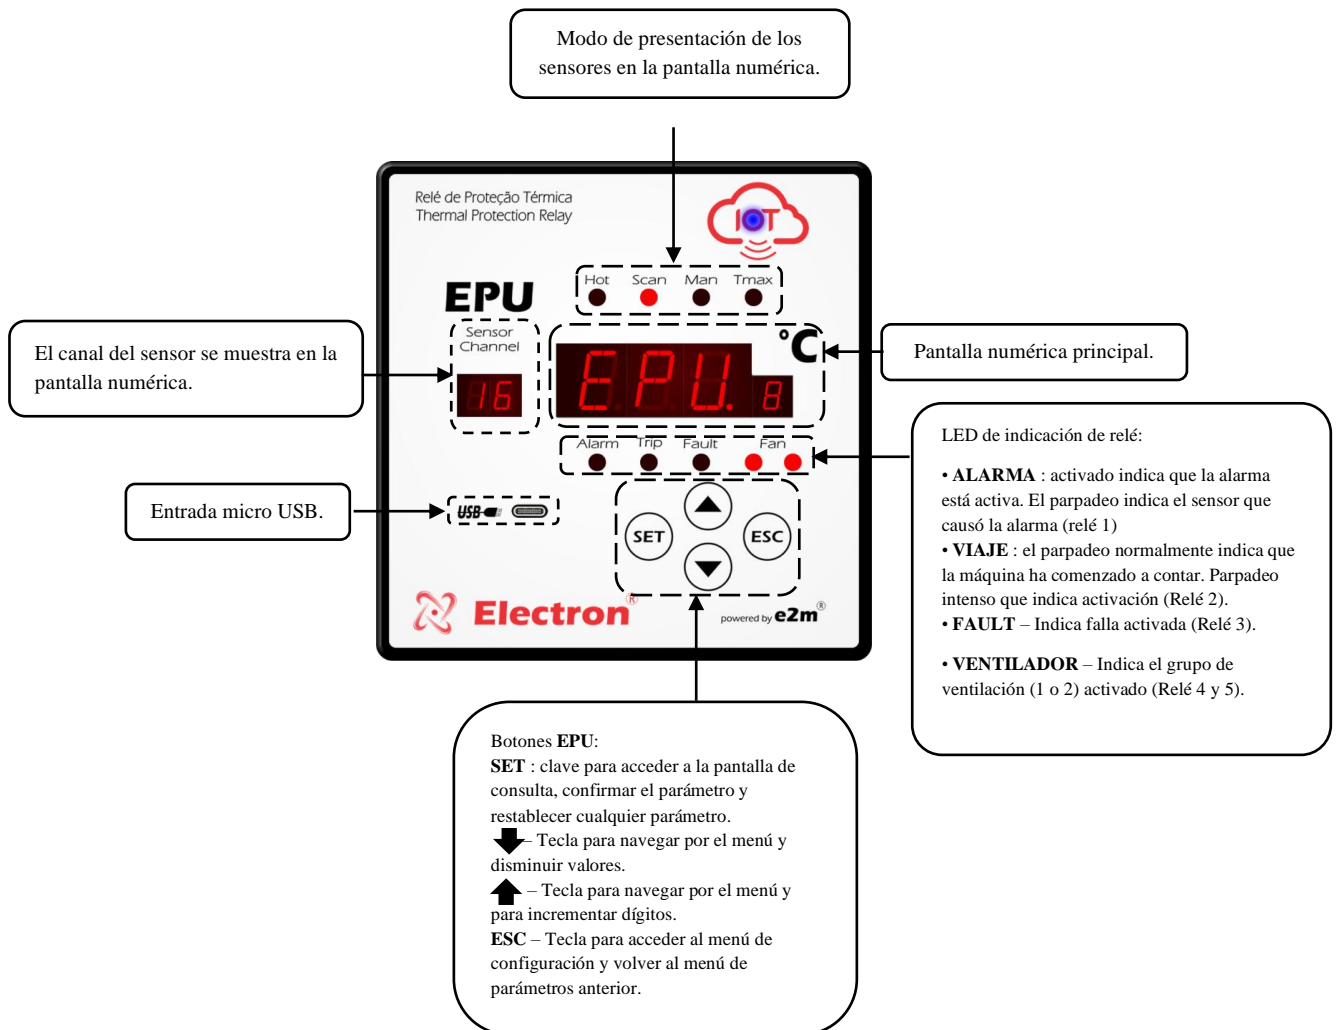 Modo de presentación de los
sensores en la pantalla numérica.
Relé de Proteção Térmica
Thermal Protection Relay
IOT
Hot Scan Man Tmax
EPU
Sensor
Channel
°C
16
EPU.8
El canal del sensor se muestra en la
pantalla numérica.
Pantalla numérica principal.
Alarm Trip Fault Fan
LED de indicación de relé:
• ALARMA : activado indica que la alarma
está activa. El parpadeo indica el sensor que
causó la alarma (relé 1)
• VIAJE : el parpadeo normalmente indica que
la máquina ha comenzado a contar. Parpadeo
intenso que indica activación (Relé 2).
• FAULT – Indica falla activada (Relé 3).
• VENTILADOR – Indica el grupo de
ventilación (1 o 2) activado (Relé 4 y 5).
Entrada micro USB.
USB
SET
ESC
Electron®
powered by e2m®
Botones EPU:
SET : clave para acceder a la pantalla de
consulta, confirmar el parámetro y
restablecer cualquier parámetro.
– Tecla para navegar por el menú y
disminuir valores.
– Tecla para navegar por el menú y
para incrementar dígitos.
ESC – Tecla para acceder al menú de
configuración y volver al menú de
parámetros anterior.